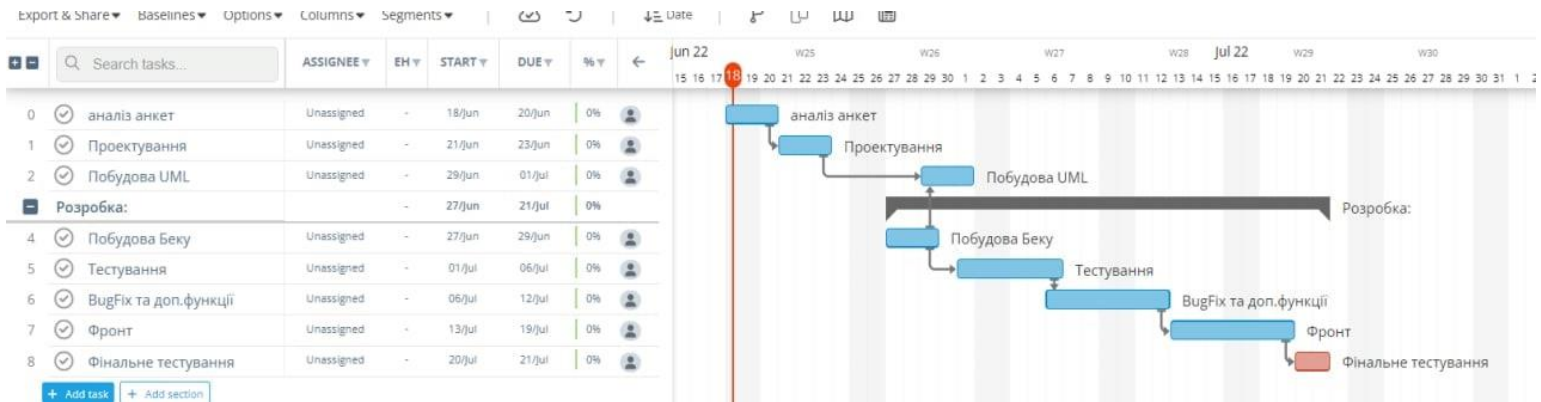 Export & Share Baselines Options Columns Segments Date
Search tasks... ASSIGNEE EH START DUE %
Jun 22 W25 W26 W27 W28 Jul 22 W29 W30
15 16 17 18 19 20 21 22 23 24 25 26 27 28 29 30 1 2 3 4 5 6 7 8 9 10 11 12 13 14 15 16 17 18 19 20 21 22 23 24 25 26 27 28 29 30 31 1 2
0 аналіз анкет Unassigned - 18/Jun 20/Jun 0% аналіз анкет
1 Проектування Unassigned - 21/Jun 23/Jun 0% Проектування
2 Побудова UML Unassigned - 29/Jun 01/Jul 0% Побудова UML
Розробка: - 27/Jun 21/Jul 0% Розробка:
4 Побудова Беку Unassigned - 27/Jun 29/Jun 0% Побудова Беку
5 Тестування Unassigned - 01/Jul 06/Jul 0% Тестування
6 BugFix та доп.функції Unassigned - 06/Jul 12/Jul 0% BugFix та доп.функції
7 Фронт Unassigned - 13/Jul 19/Jul 0% Фронт
8 Фінальне тестування Unassigned - 20/Jul 21/Jul 0% Фінальне тестування
+ Add task + Add section